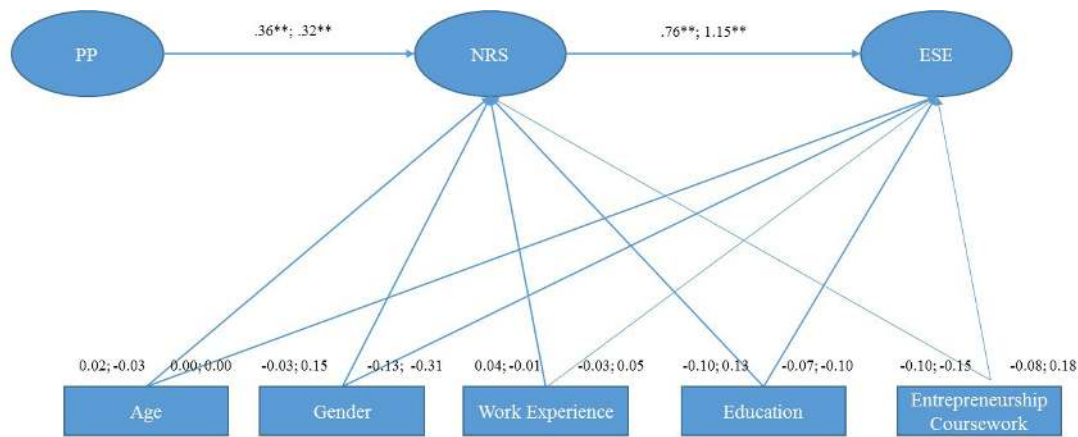 .36**; .32**
.76**; 1.15**
PP
NRS
ESE
0.02; -0.03
0.00; 0.00
-0.03; 0.15
-0.13; -0.31
0.04; -0.01
-0.03; 0.05
-0.10; 0.13
-0.07; -0.10
-0.10; -0.15
-0.08; 0.18
Age
Gender
Work Experience
Education
Entrepreneurship
Coursework